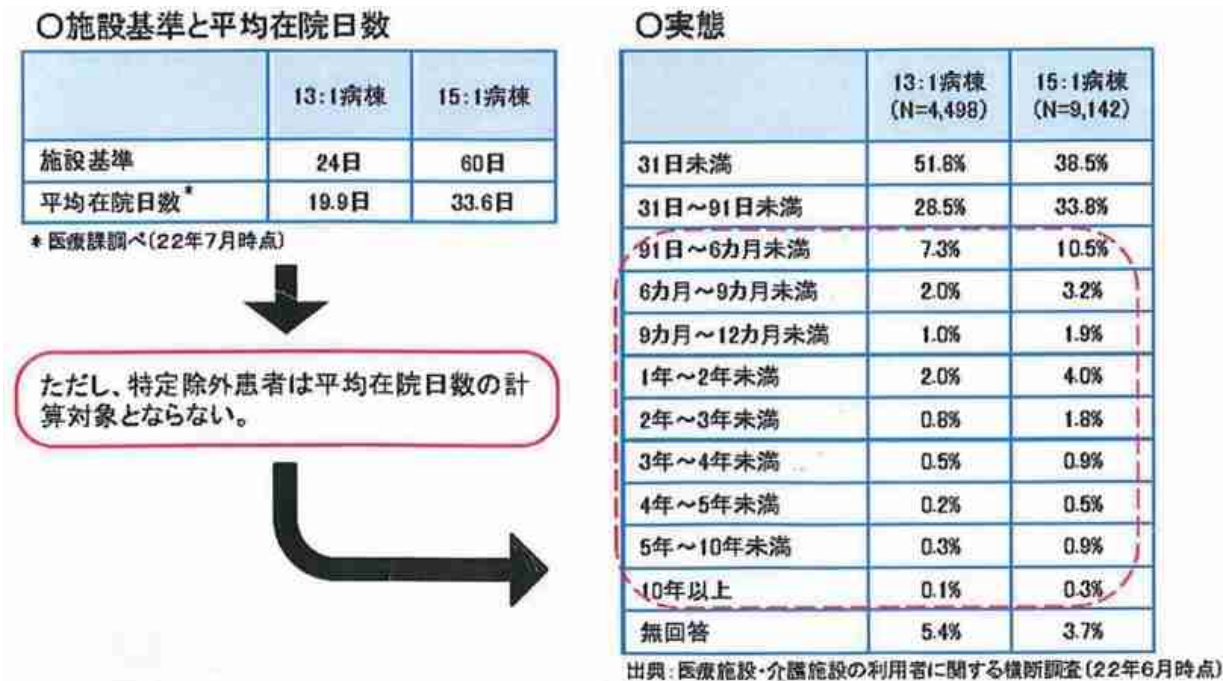 〇施設基準と平均在院日数
13:1病棟 15:1病棟
施設基準 24日 60日
平均在院日数* 19.9日 33.6日
*医療課調べ(22年7月時点)
ただし、特定除外患者は平均在院日数の計
算対象とならない。
〇実態
13:1病棟 15:1病棟
(N=4,498) (N=9,142)
31日未満 51.8% 38.5%
31日~91日未満 28.5% 33.8%
91日~6カ月未満 7.3% 10.5%
6カ月~9カ月未満 2.0% 3.2%
9カ月~12カ月未満 1.0% 1.9%
1年~2年未満 2.0% 4.0%
2年~3年未満 0.8% 1.8%
3年~4年未満 0.5% 0.9%
4年~5年未満 0.2% 0.5%
5年~10年未満 0.3% 0.9%
10年以上 0.1% 0.3%
無回答 5.4% 3.7%
出典:医療施設・介護施設の利用者に関する横断調査(22年6月時点)